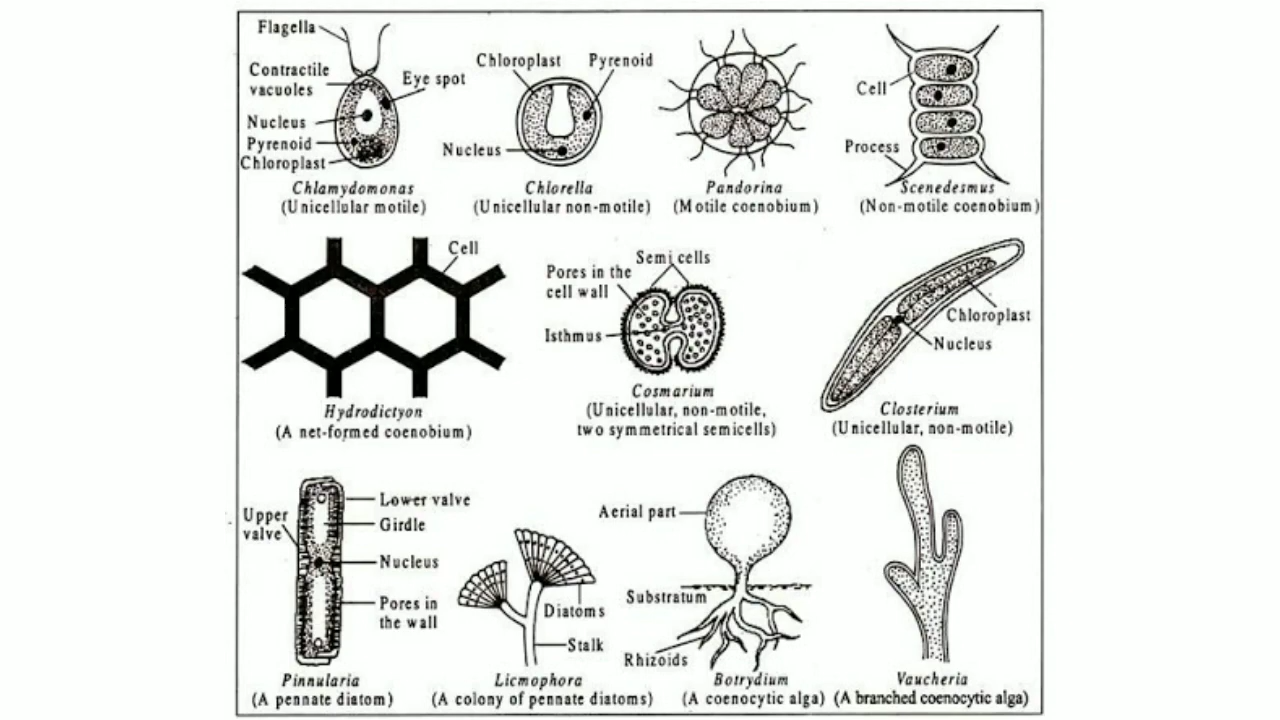 Flagella
Contractile
vacuoles
Eye spot
Nucleus
Pyrenoid
Chloroplast
Chlamydomonas
(Unicellular motile)
Chloroplast
Pyrenoid
Nucleus
Chlorella
(Unicellular non-motile)
Pandorina
(Motile coenobium)
Cell
Process
Scenedesmus
(Non-motile coenobium)
Cell
Hydrodictyon
(A net-formed coenobium)
Semi cells
Pores in the
cell wall
Isthmus
Cosmarium
(Unicellular, non-motile,
two symmetrical semicells)
Chloroplast
Nucleus
Closterium
(Unicellular, non-motile)
Upper
valve
Lower valve
Girdle
Nucleus
Pores in
the wall
Pinnularia
(A pennate diatom)
Diatoms
Stalk
Licmophora
(A colony of pennate diatoms)
Aerial part
Substratum
Rhizoids
Botrydium
(A coenocytic alga)
Vaucheria
(A branched coenocytic alga)